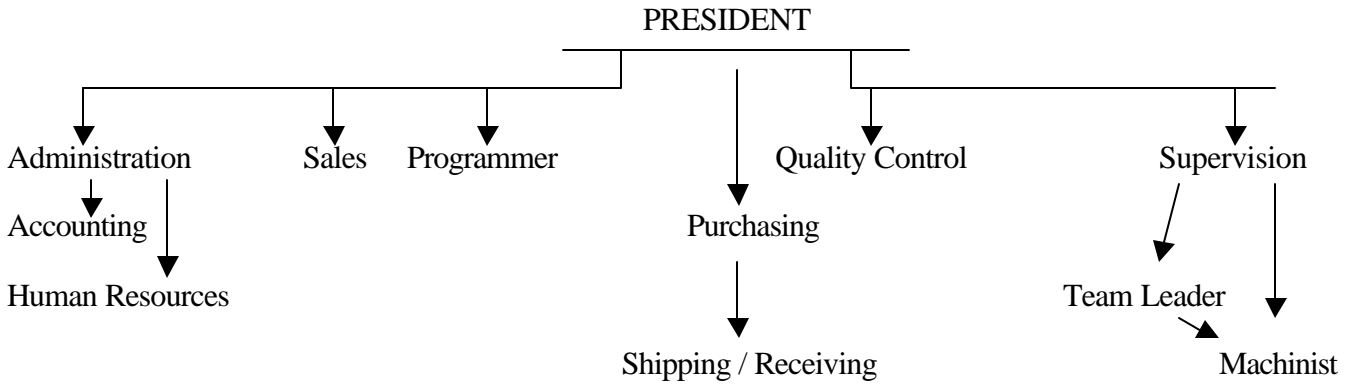 PRESIDENT
Administration Sales Programmer Quality Control Supervision
Accounting Purchasing
Human Resources Team Leader
Shipping / Receiving Machinist